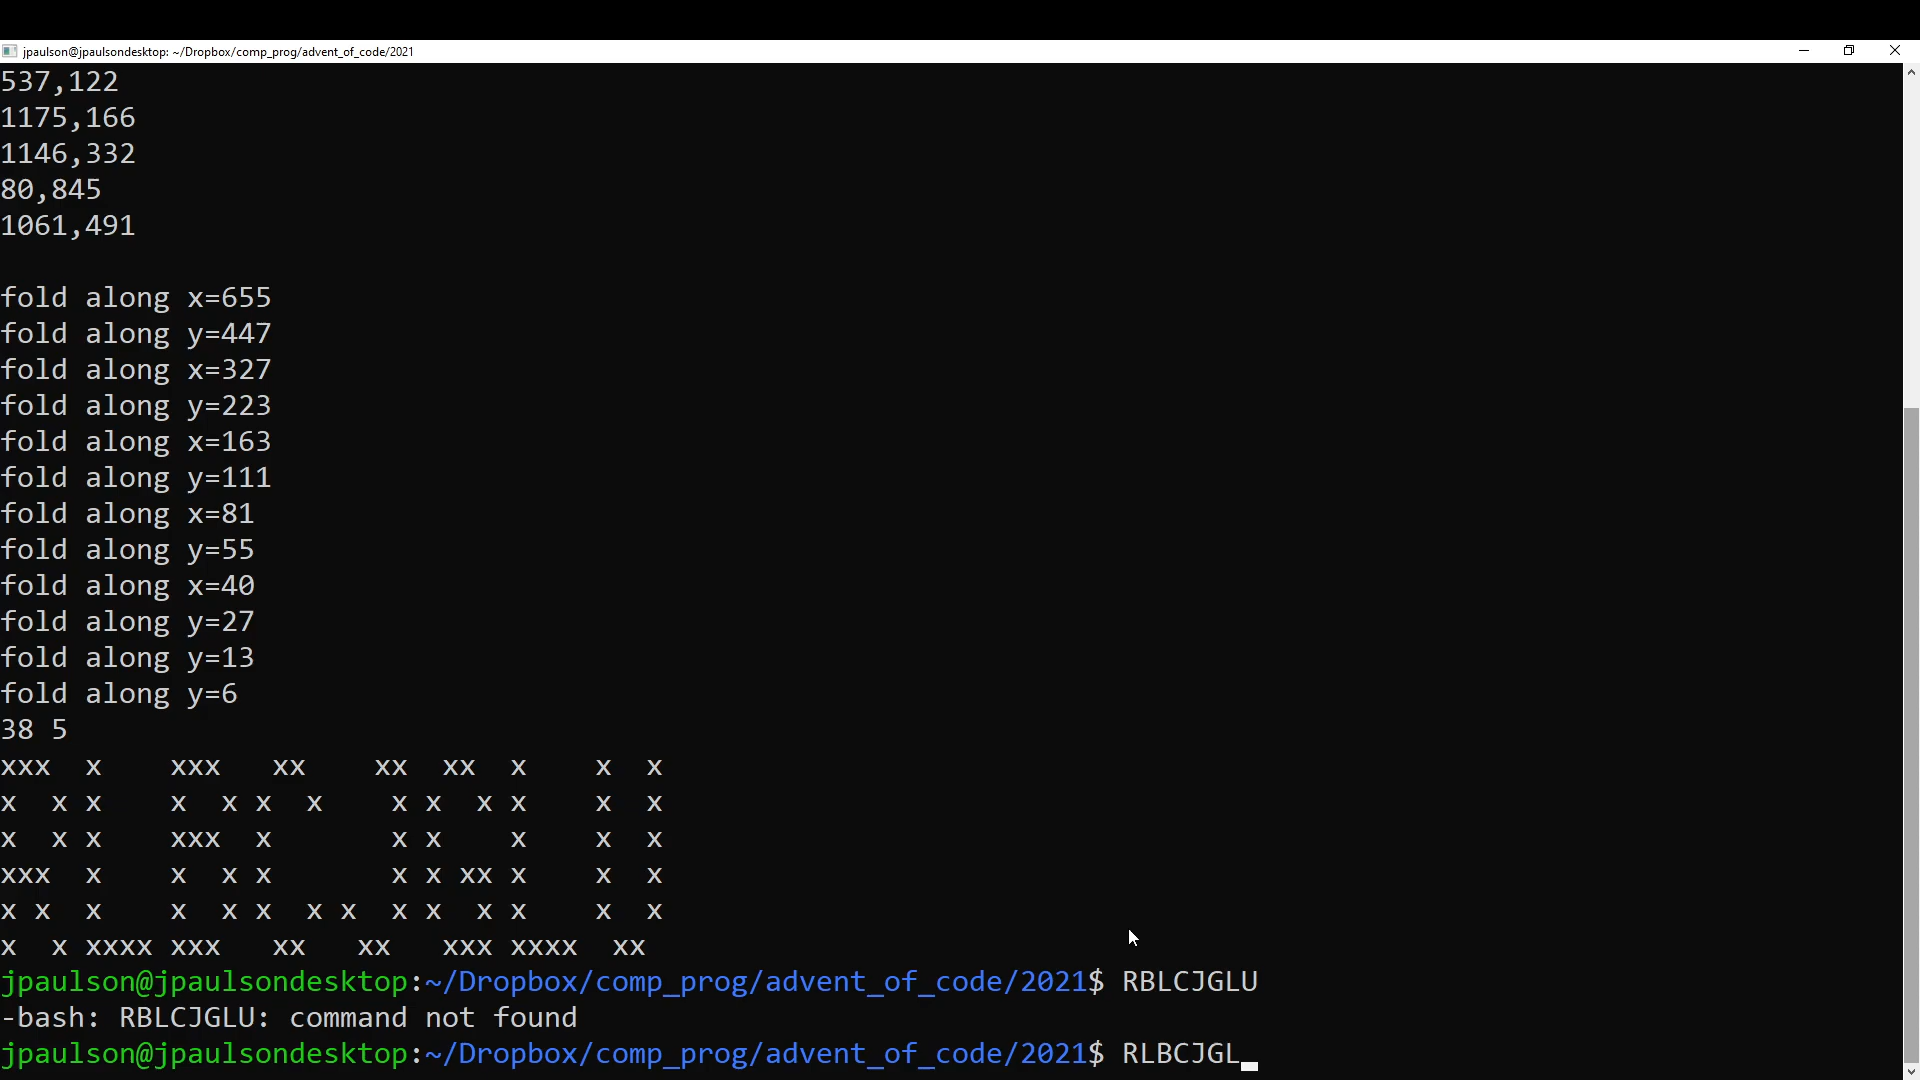 jpaulson@jpaulsondesktop: ~/Dropbox/comp_prog/advent_of_code/2021
537,122
1175,166
1146,332
80,845
1061,491
fold along x=655
fold along y=447
fold along x=327
fold along y=223
fold along x=163
fold along y=111
fold along x=81
fold along y=55
fold along x=40
fold along y=27
fold along y=13
fold along y=6
38 5
xxx  x    xxx   xx    xx  xx  x    x  x
x  x x    x  x x  x    x x  x x    x  x
x  x x    xxx  x       x x    x    x  x
xxx  x    x  x x       x x xx x    x  x
x x  x    x  x x  x x  x x  x x    x  x
x  x xxxx xxx   xx   xx   xxx xxxx  xx
jpaulson@jpaulsondesktop:~/Dropbox/comp_prog/advent_of_code/2021$ RBLCJGLU
-bash: RBLCJGLU: command not found
jpaulson@jpaulsondesktop:~/Dropbox/comp_prog/advent_of_code/2021$ RLBCJGL